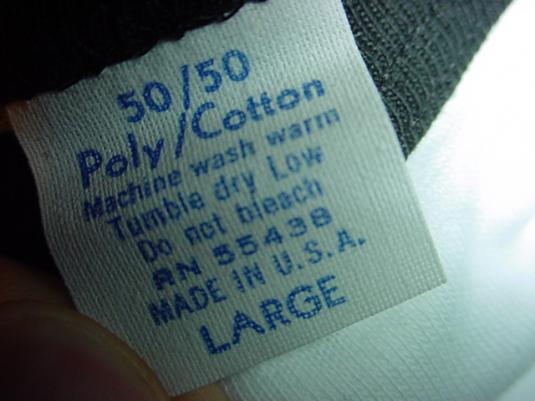 50/50
Poly/Cotton
Machine wash warm
Tumble dry Low
Do not bleach
RN 55438
MADE IN U.S.A.
LARGE